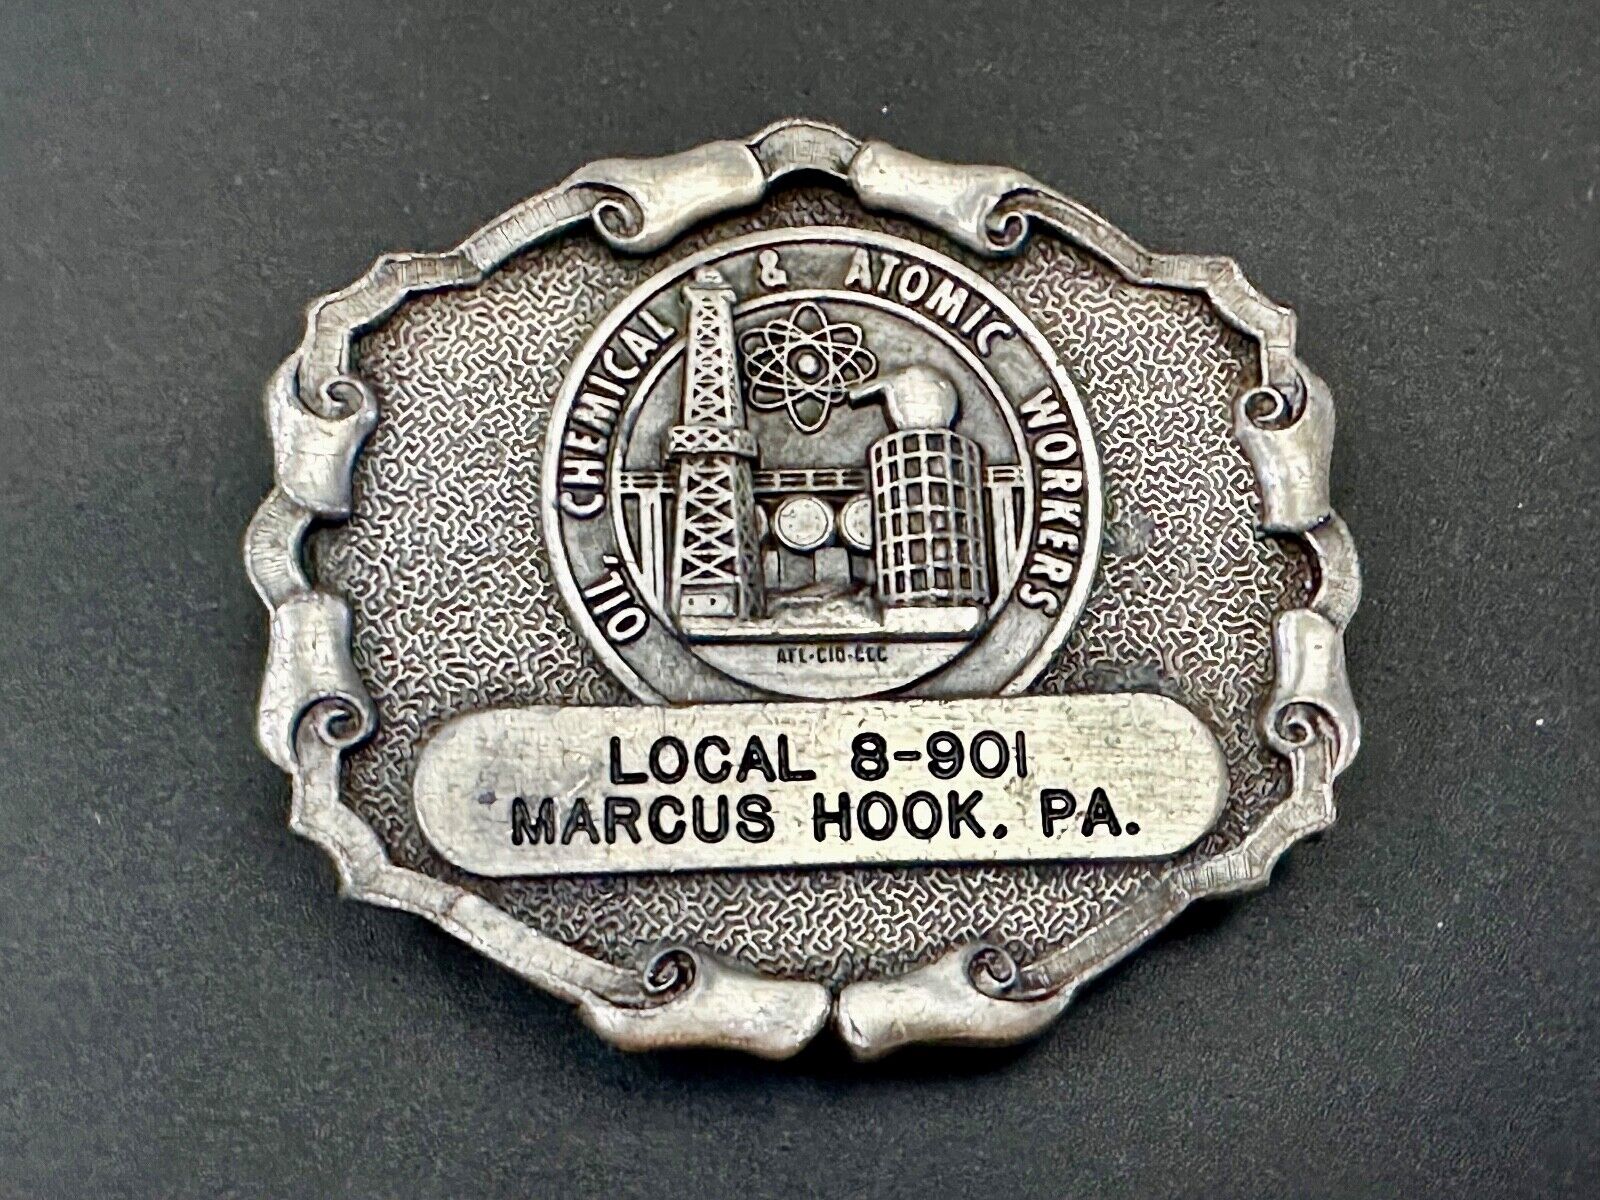 OIL, CHEMICAL & ATOMIC WORKERS
AFL-CIO-CLC
LOCAL 8-901
MARCUS HOOK, PA.